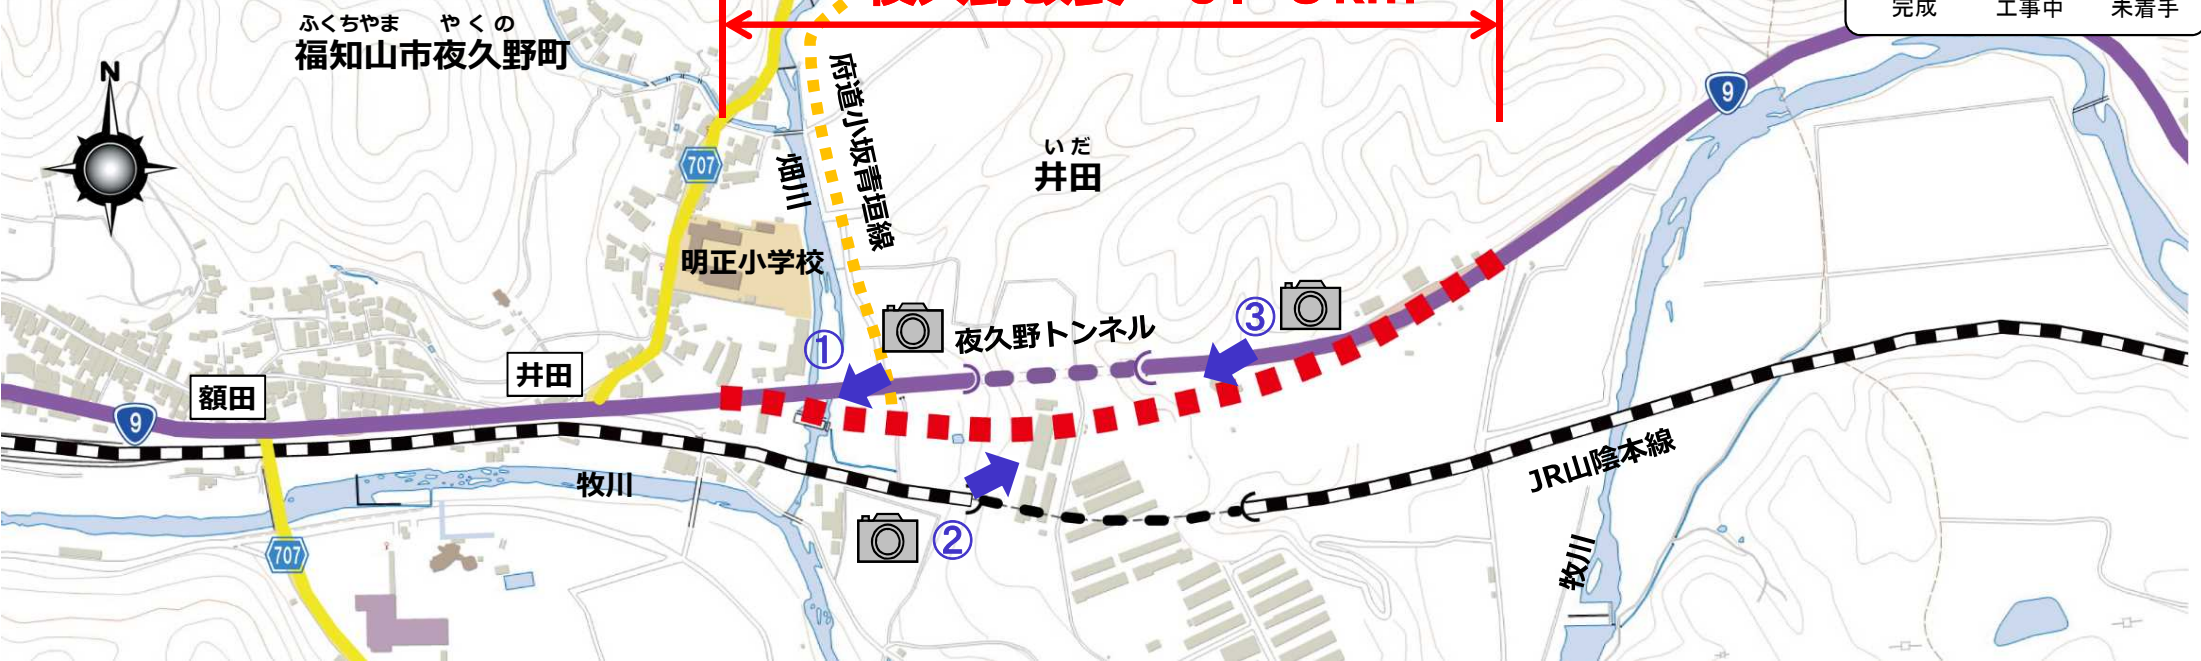 完成 工事中 未着手
ふくちやま やくの
福知山市夜久野町
N
9
府道小坂青垣線
いだ
井田
707
畑川
明正小学校
③
夜久野トンネル
①
井田
額田
9
牧川
JR山陰本線
②
707
牧川